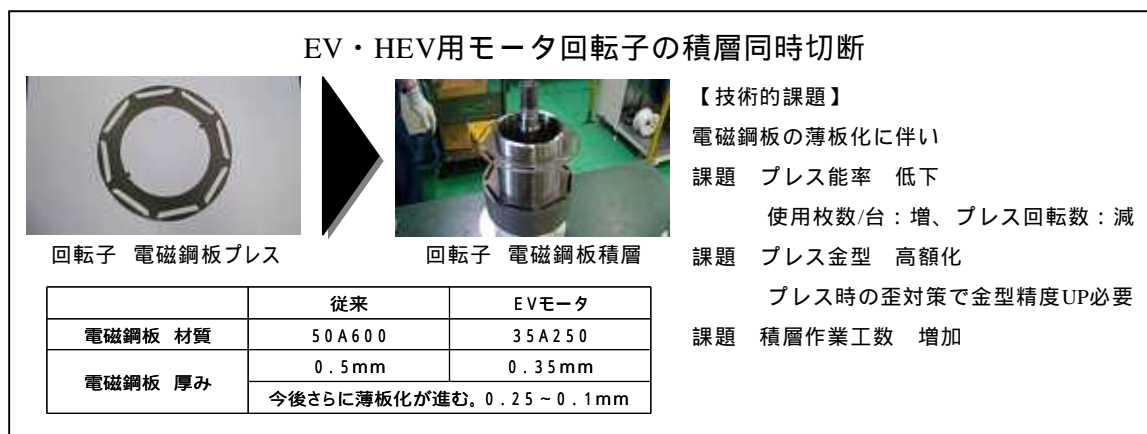 EV・HEV用モータ回転子の積層同時切断
回転子 電磁鋼板プレス
回転子 電磁鋼板積層
従来 EVモータ
電磁鋼板 材質 50A600 35A250
電磁鋼板 厚み 0.5mm 0.35mm
今後さらに薄板化が進む。0.25~0.1mm
【技術的課題】
電磁鋼板の薄板化に伴い
課題 プレス能率 低下
使用枚数/台:増、プレス回転数:減
課題 プレス金型 高額化
プレス時の歪対策で金型精度UP必要
課題 積層作業工数 増加